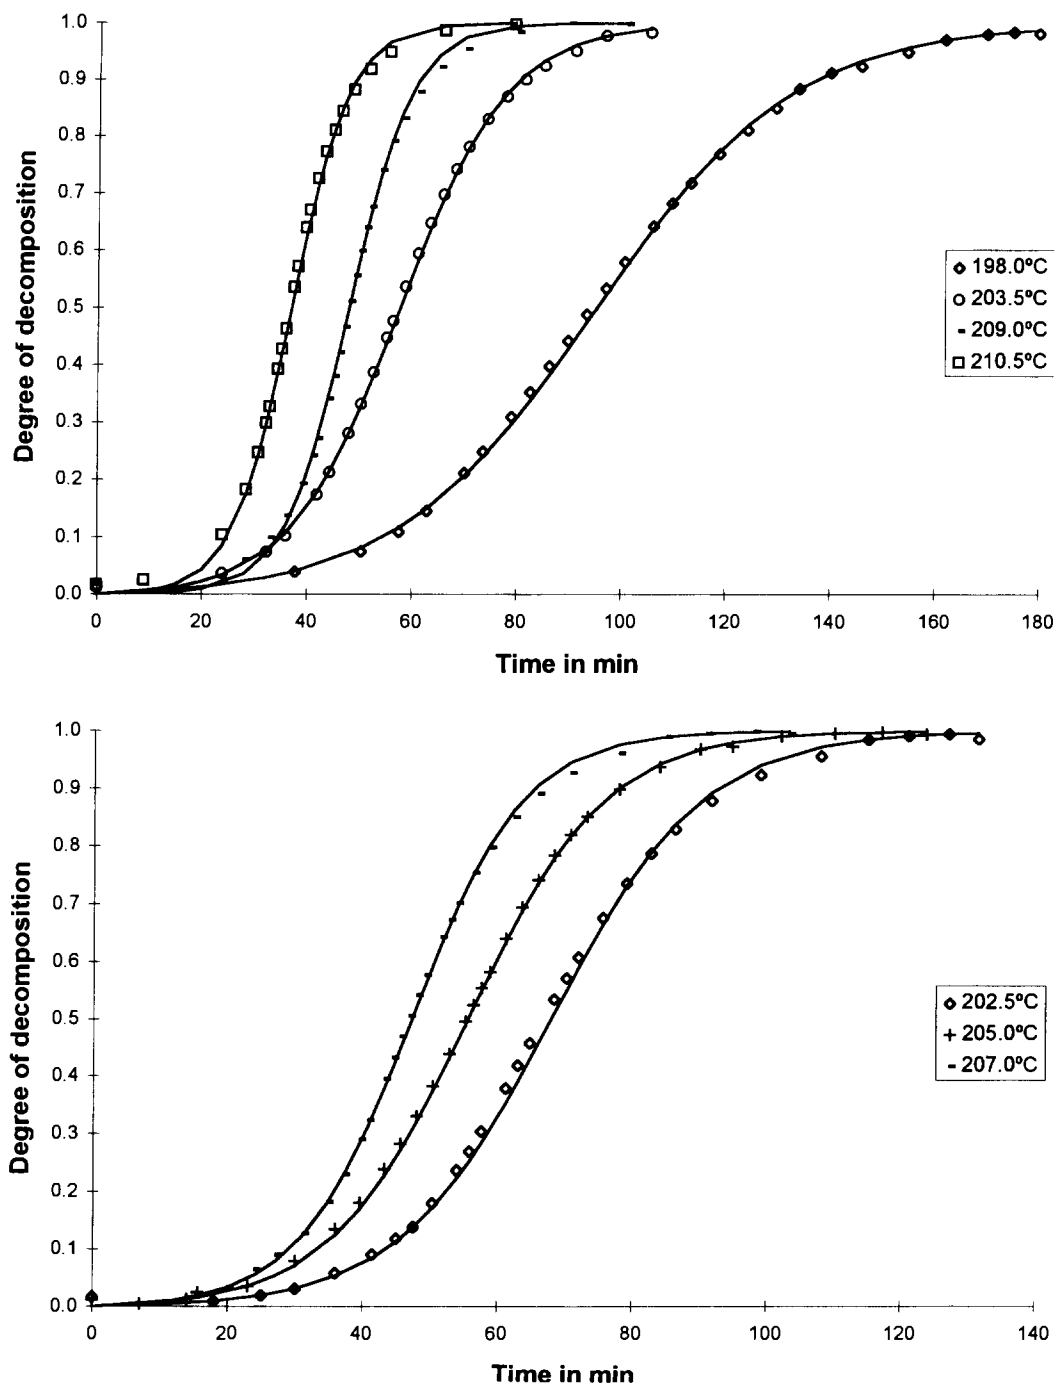 1.0
0.9
0.8
0.7
0.6
0.5
0.4
0.3
0.2
0.1
0.0
Degree of decomposition
198.0ºC
203.5ºC
209.0ºC
210.5ºC
0 20 40 60 80 100 120 140 160 180
Time in min
1.0
0.9
0.8
0.7
0.6
0.5
0.4
0.3
0.2
0.1
0.0
Degree of decomposition
202.5ºC
205.0ºC
207.0ºC
0 20 40 60 80 100 120 140
Time in min